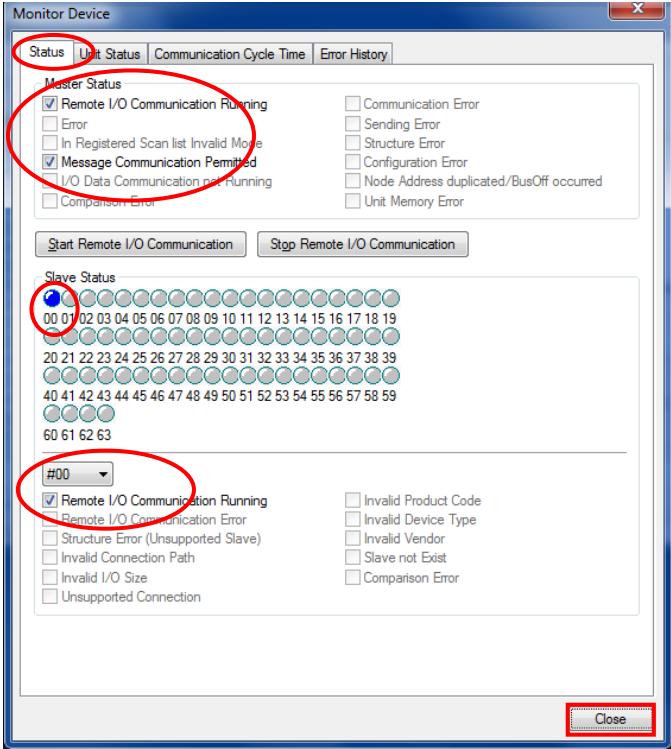 Monitor Device
Status Unit Status Communication Cycle Time Error History
Master Status
Remote I/O Communication Running Communication Error
Error Sending Error
In Registered Scan list Invalid Mode Structure Error
Message Communication Permitted Configuration Error
I/O Data Communication not Running Node Address duplicated/BusOff occurred
Comparison Error Unit Memory Error
Start Remote I/O Communication Stop Remote I/O Communication
Slave Status
00 01 02 03 04 05 06 07 08 09 10 11 12 13 14 15 16 17 18 19
20 21 22 23 24 25 26 27 28 29 30 31 32 33 34 35 36 37 38 39
40 41 42 43 44 45 46 47 48 49 50 51 52 53 54 55 56 57 58 59
60 61 62 63
#00
Remote I/O Communication Running Invalid Product Code
Remote I/O Communication Error Invalid Device Type
Structure Error (Unsupported Slave) Invalid Vendor
Invalid Connection Path Slave not Exist
Invalid I/O Size Comparison Error
Unsupported Connection
Close